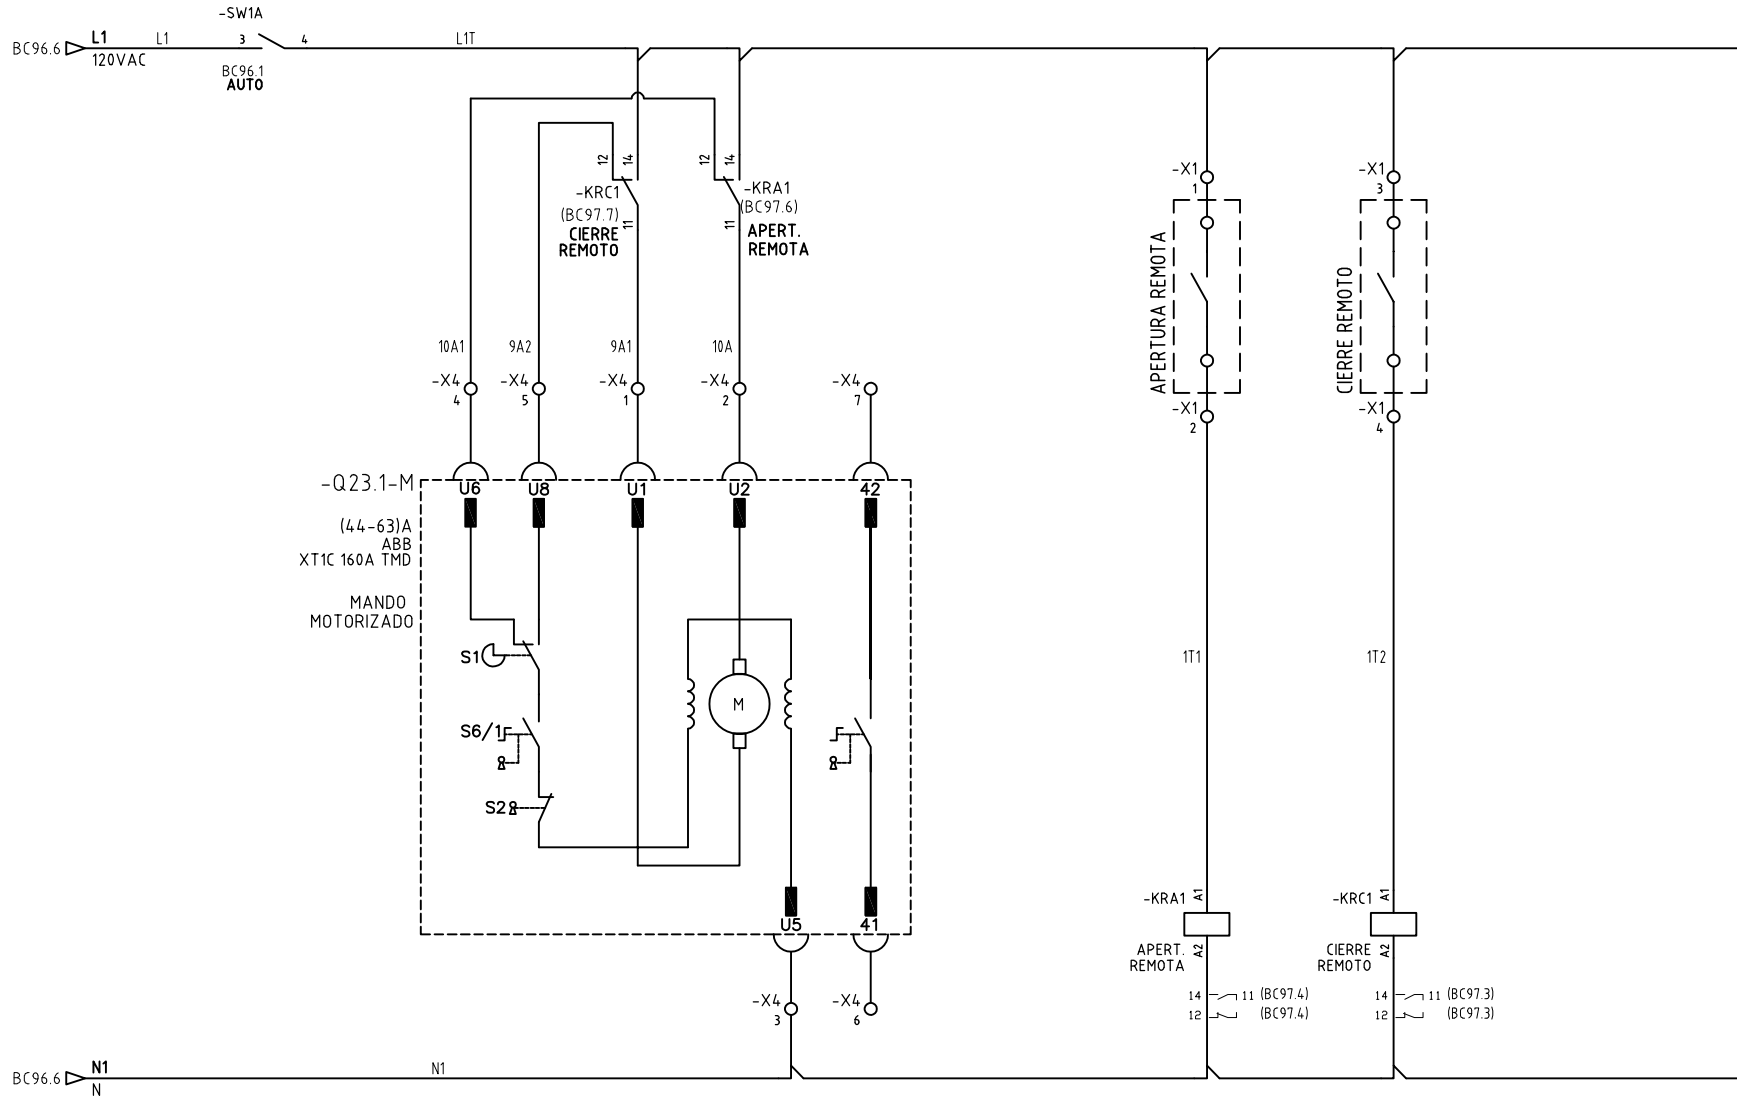 -SW1A
BC96.6
L1
L1
3
4
L1T
120VAC
BC96.1
AUTO
12
14
12
14
-KRC1
(BC97.7)
CIERRE
REMOTO
11
-KRA1
(BC97.6)
11
APERT.
REMOTA
-X1
1
-X1
3
APERTURA REMOTA
CIERRE REMOTO
10A1
9A2
9A1
10A
-X4
4
-X4
5
-X4
1
-X4
2
-X4
7
-X1
2
-X1
4
-Q23.1-M
U6
U8
U1
U2
42
(44-63)A
ABB
XT1C 160A TMD
MANDO
MOTORIZADO
S1
S6/1
S2
M
1T1
1T2
U5
41
-KRA1
A1
A2
APERT.
REMOTA
-KRC1
A1
A2
CIERRE
REMOTO
-X4
3
-X4
6
14
11
(BC97.4)
12
(BC97.4)
14
11
(BC97.3)
12
(BC97.3)
BC96.6
N1
N
N1